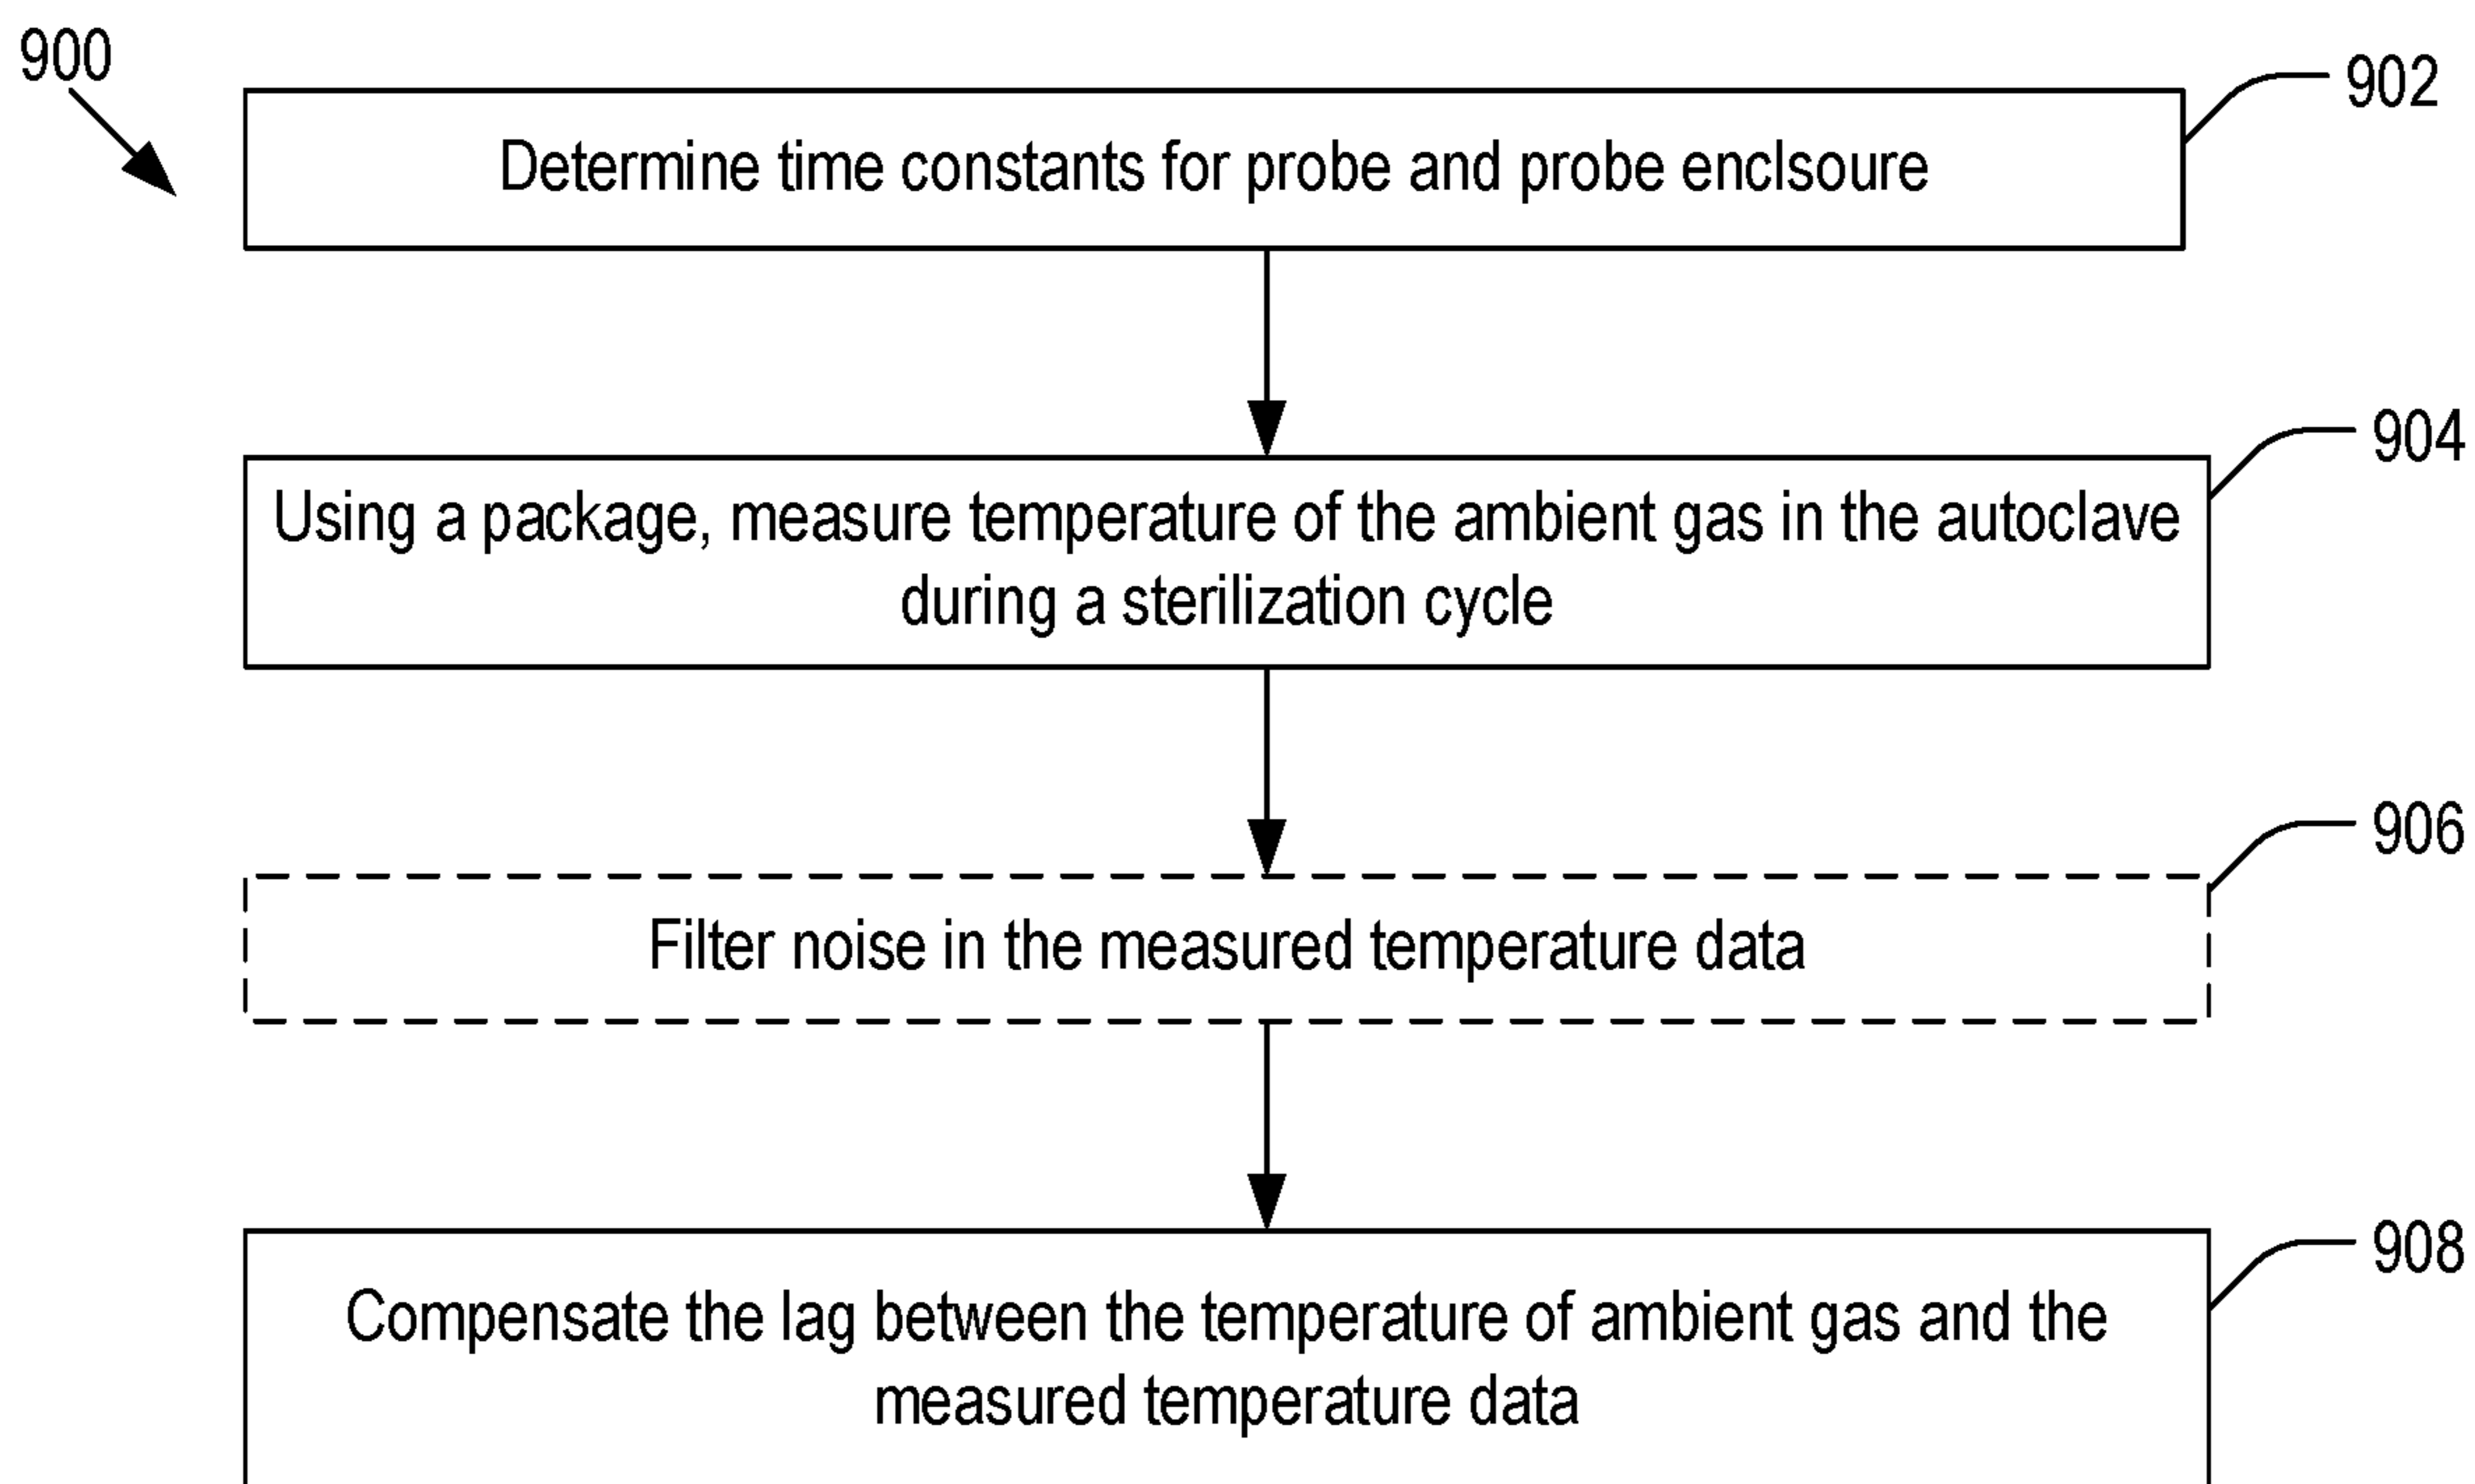 900
902
Determine time constants for probe and probe enclsoure
904
Using a package, measure temperature of the ambient gas in the autoclave
during a sterilization cycle
906
Filter noise in the measured temperature data
908
Compensate the lag between the temperature of ambient gas and the
measured temperature data